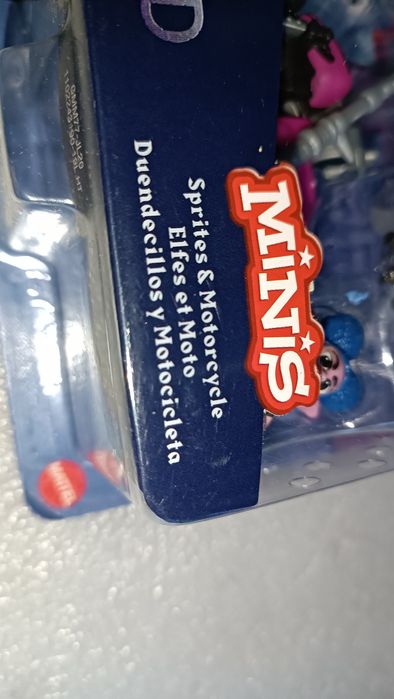 D
MiNiS
Sprites & Motorcycle
Elfes et Moto
Duendecillos y Motocicleta